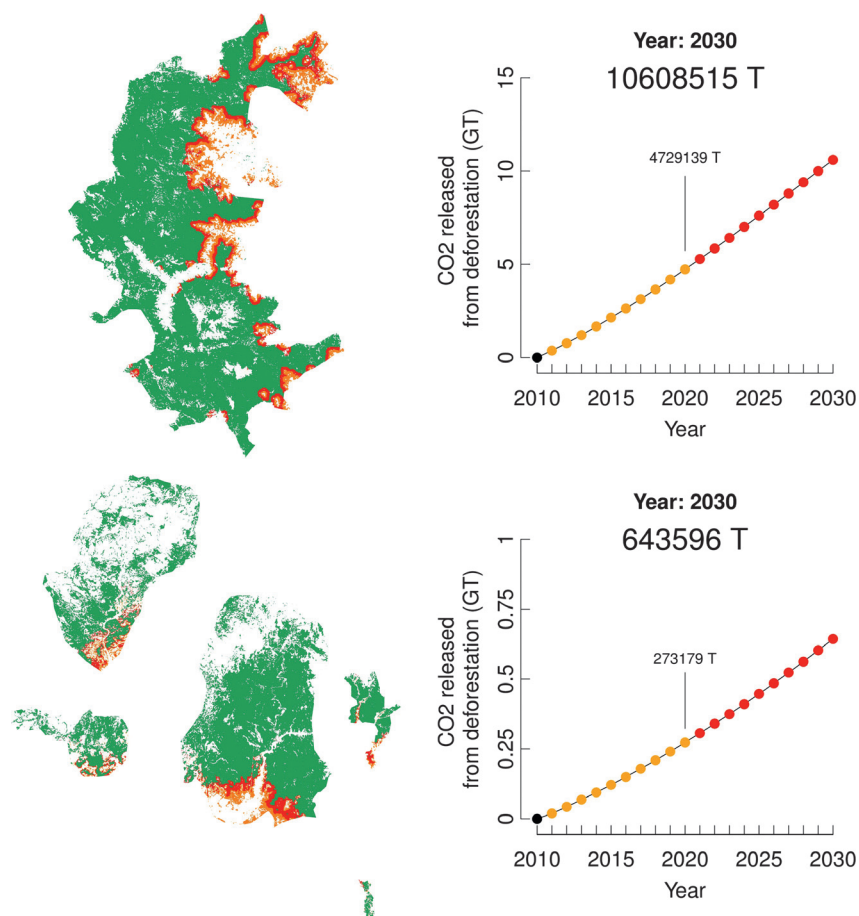 Year: 2030
10608515 T
15
10
5
0
CO2 released
from deforestation (GT)
4729139 T
2010 2015 2020 2025 2030
Year
Year: 2030
643596 T
1
0.75
0.5
0.25
0
CO2 released
from deforestation (GT)
273179 T
2010 2015 2020 2025 2030
Year